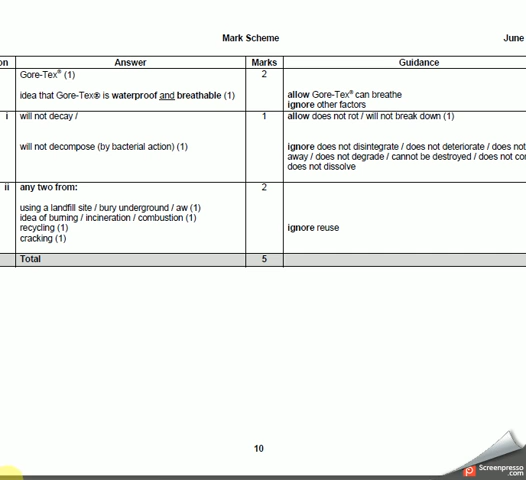 Mark Scheme June
on Answer Marks Guidance
Gore-Tex® (1) 2
idea that Gore-Tex® is waterproof and breathable (1) allow Gore-Tex® can breathe
ignore other factors
i will not decay / 1 allow does not rot / will not break down (1)
will not decompose (by bacterial action) (1) ignore does not disintegrate / does not deteriorate / does not
away / does not degrade / cannot be destroyed / does not
does not dissolve
ii any two from: 2
using a landfill site / bury underground / aw (1)
idea of burning / incineration / combustion (1)
recycling (1) ignore reuse
cracking (1)
Total 5
10
Screenpresso
.com